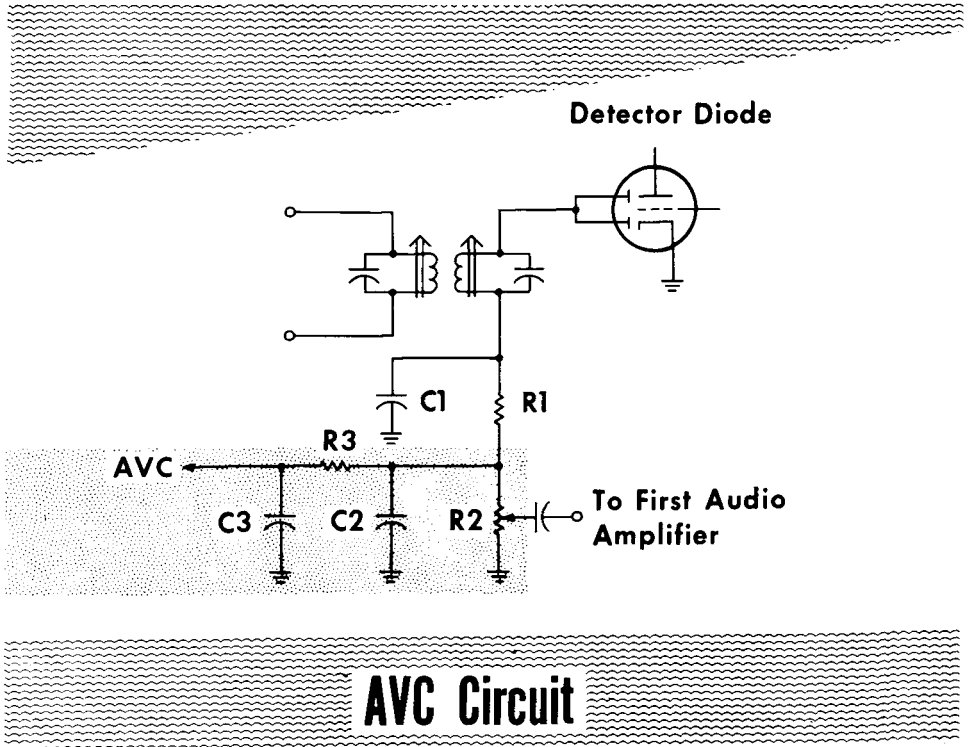 Detector Diode
C1
R1
R3
AVC
C3
C2
R2
To First Audio
Amplifier
AVC Circuit